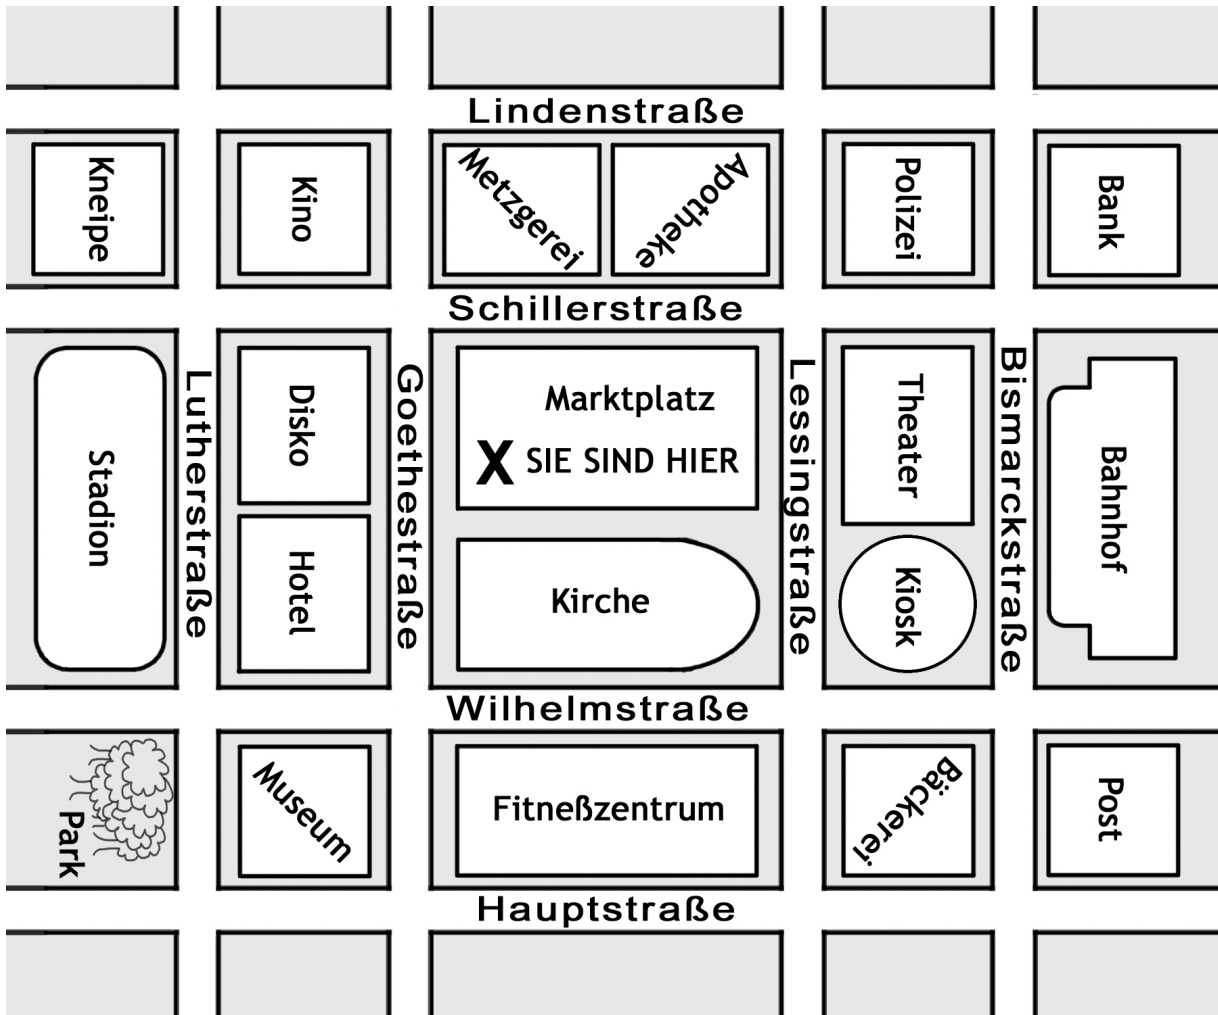 Lindenstraße
Kneipe
Kino
Metzgerei
Apotheke
Polizei
Bank
Schillerstraße
Stadion
Lutherstraße
Disko
Hotel
Goethestraße
Marktplatz
X SIE SIND HIER
Kirche
Lessingstraße
Theater
Kiosk
Bismarckstraße
Bahnhof
Wilhelmstraße
Park
Museum
Fitneßzentrum
Bäckerei
Post
Hauptstraße